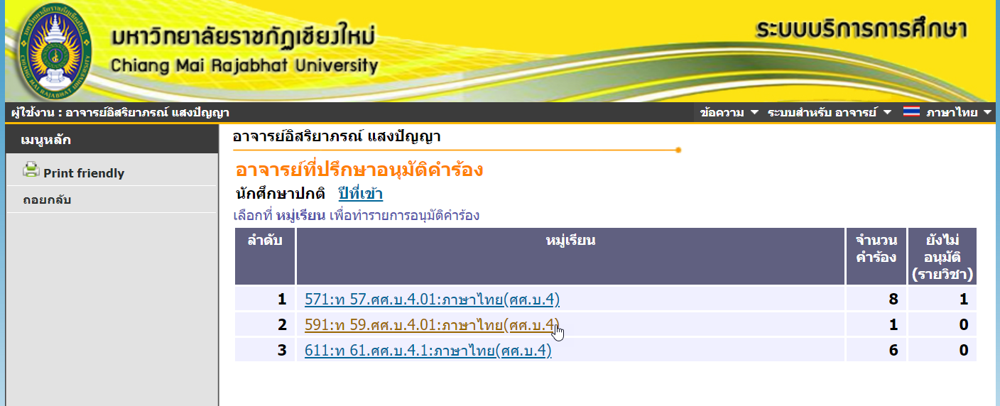 มหาวิทยาลัยราชภัฏเชียงใหม่
Chiang Mai Rajabhat University
ระบบบริการการศึกษา
CHIANG MAI RAJABHAT UNIVERSITY
ผู้ใช้งาน : อาจารย์อิสริยาภรณ์ แสงปัญญา
ข้อความ ระบบสำหรับ อาจารย์ ภาษาไทย
เมนูหลัก
Print friendly
ถอยกลับ
อาจารย์อิสริยาภรณ์ แสงปัญญา
อาจารย์ที่ปรึกษาอนุมัติคำร้อง
นักศึกษาปกติ ปีที่เข้า
เลือกที่ หมู่เรียน เพื่อทำรายการอนุมัติคำร้อง
ลำดับ หมู่เรียน จำนวนคำร้อง ยังไม่อนุมัติ (รายวิชา)
1 571:ท 57.ศศ.บ.4.01:ภาษาไทย(ศศ.บ.4) 8 1
2 591:ท 59.ศศ.บ.4.01:ภาษาไทย(ศศ.บ.4) 1 0
3 611:ท 61.ศศ.บ.4.1:ภาษาไทย(ศศ.บ.4) 6 0